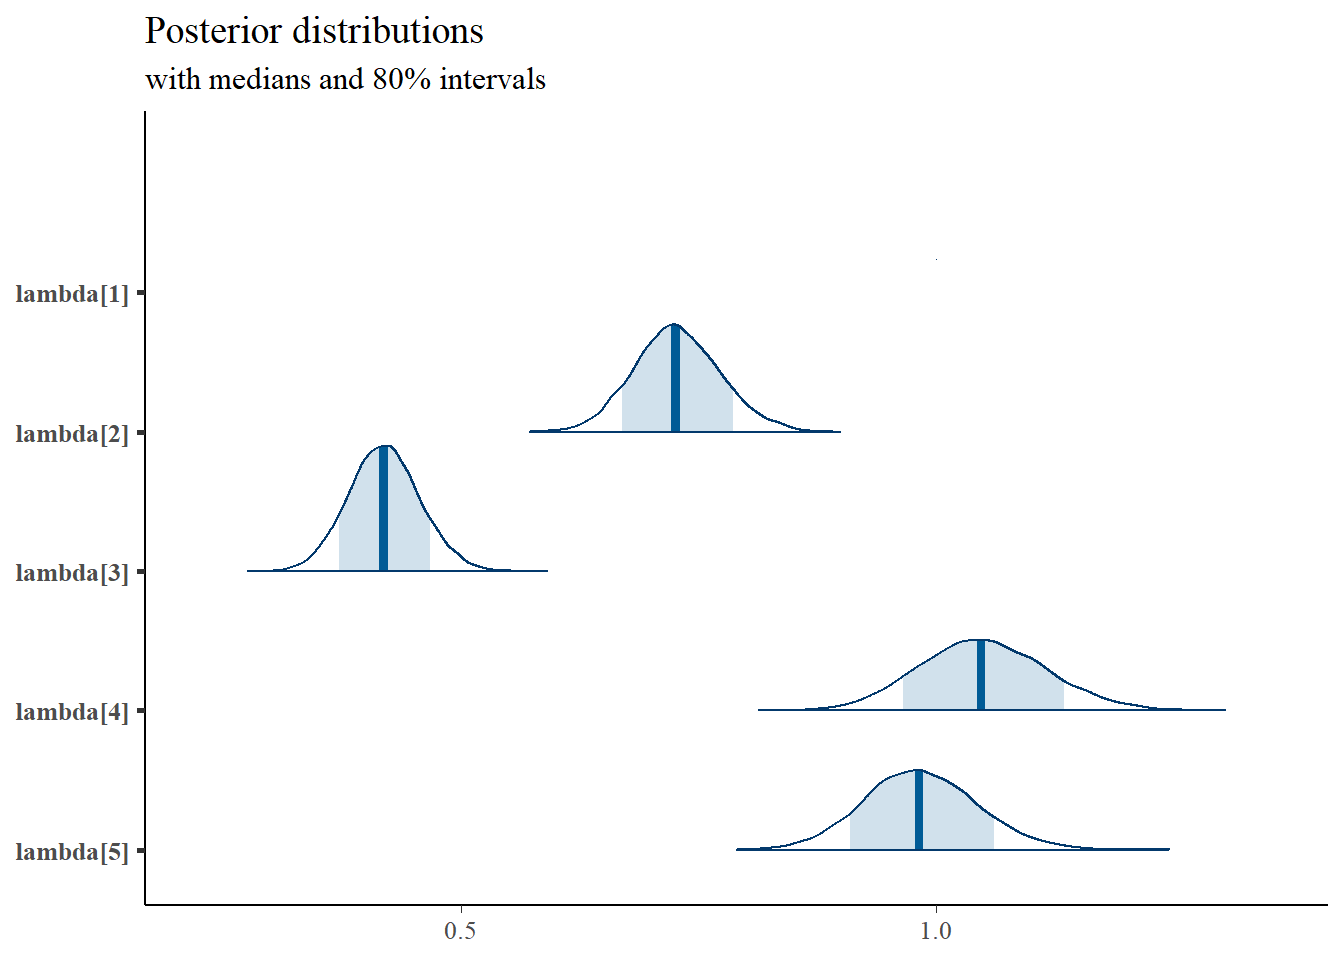 Posterior distributions
with medians and 80% intervals
lambda[1]
lambda[2]
lambda[3]
lambda[4]
lambda[5]
0.5 1.0